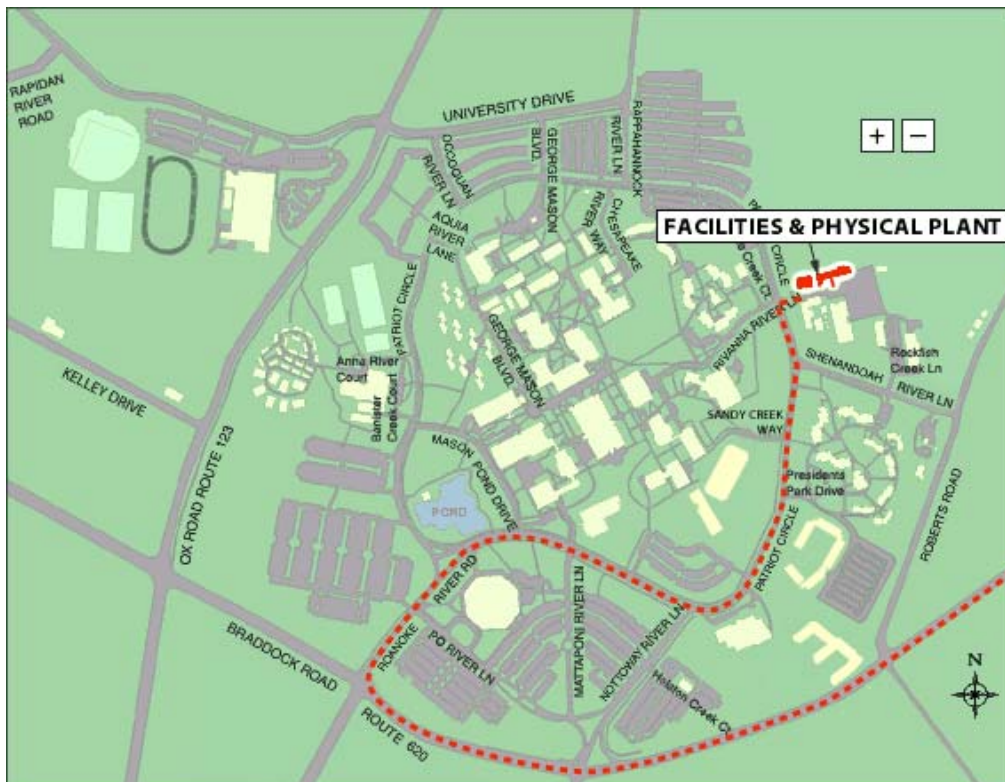 RAPIDAN
RIVER
ROAD
UNIVERSITY DRIVE
OCCOQUAN
RIVER LN
GEORGE MASON
BLVD.
RAPPAHANNOCK
RIVER LN
CHESAPEAKE
RIVER WAY
+ −
FACILITIES & PHYSICAL PLANT
AQUIA
RIVER
LANE
CIRCLE
Creek Ct.
PATRIOT CIRCLE
RIVANNA RIVER LN
GEORGE MASON
BLVD.
Anna River
Court
Banister
Creek Court
SHENANDOAH
RIVER LN
Rockfish
Creek Ln
KELLEY DRIVE
SANDY CREEK
WAY
OX ROAD ROUTE 123
MASON
POND DRIVE
POND
Presidents
Park Drive
PATRIOT CIRCLE
ROBERTS ROAD
ROANOKE
RIVER RD
PO RIVER LN
MATTAPONI RIVER LN
NOTTOWAY RIVER LN
Holston Creek Ct.
BRADDOCK ROAD
ROUTE 620
N